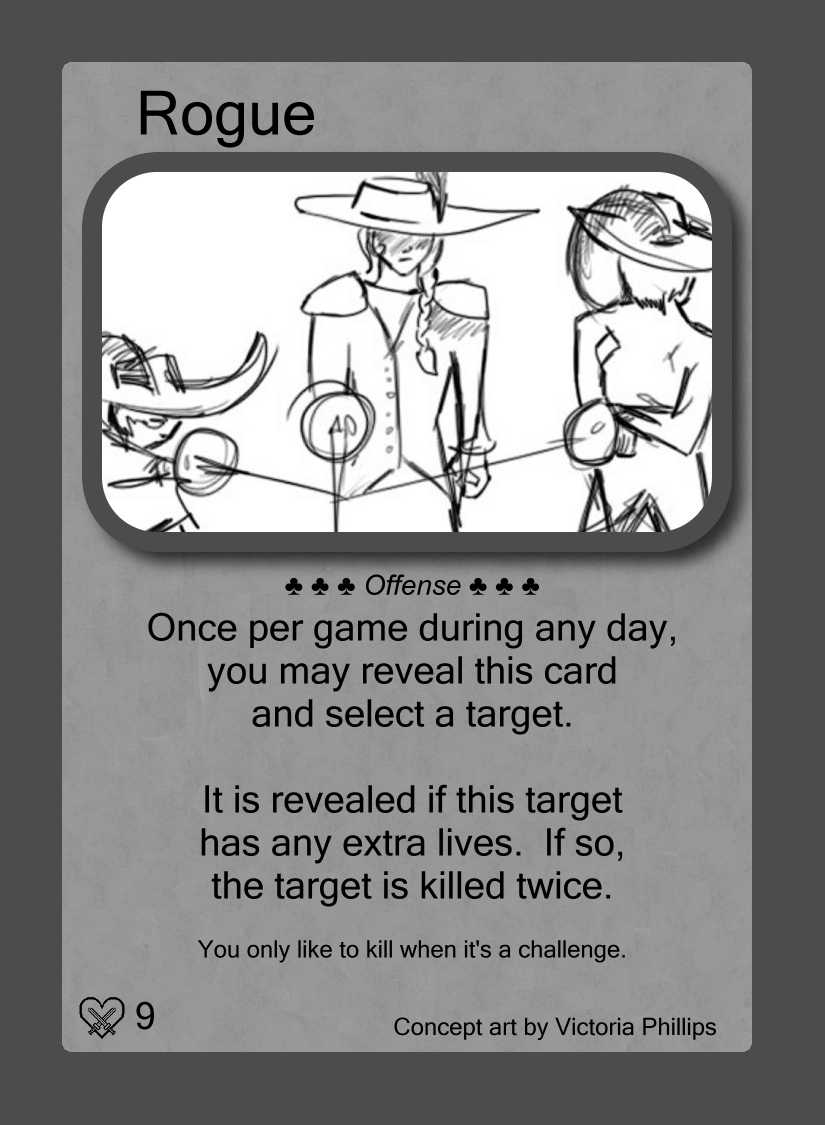 Rogue
♣ ♣ ♣ Offense ♣ ♣ ♣
Once per game during any day,
you may reveal this card
and select a target.
It is revealed if this target
has any extra lives.  If so,
the target is killed twice.
You only like to kill when it's a challenge.
9
Concept art by Victoria Phillips